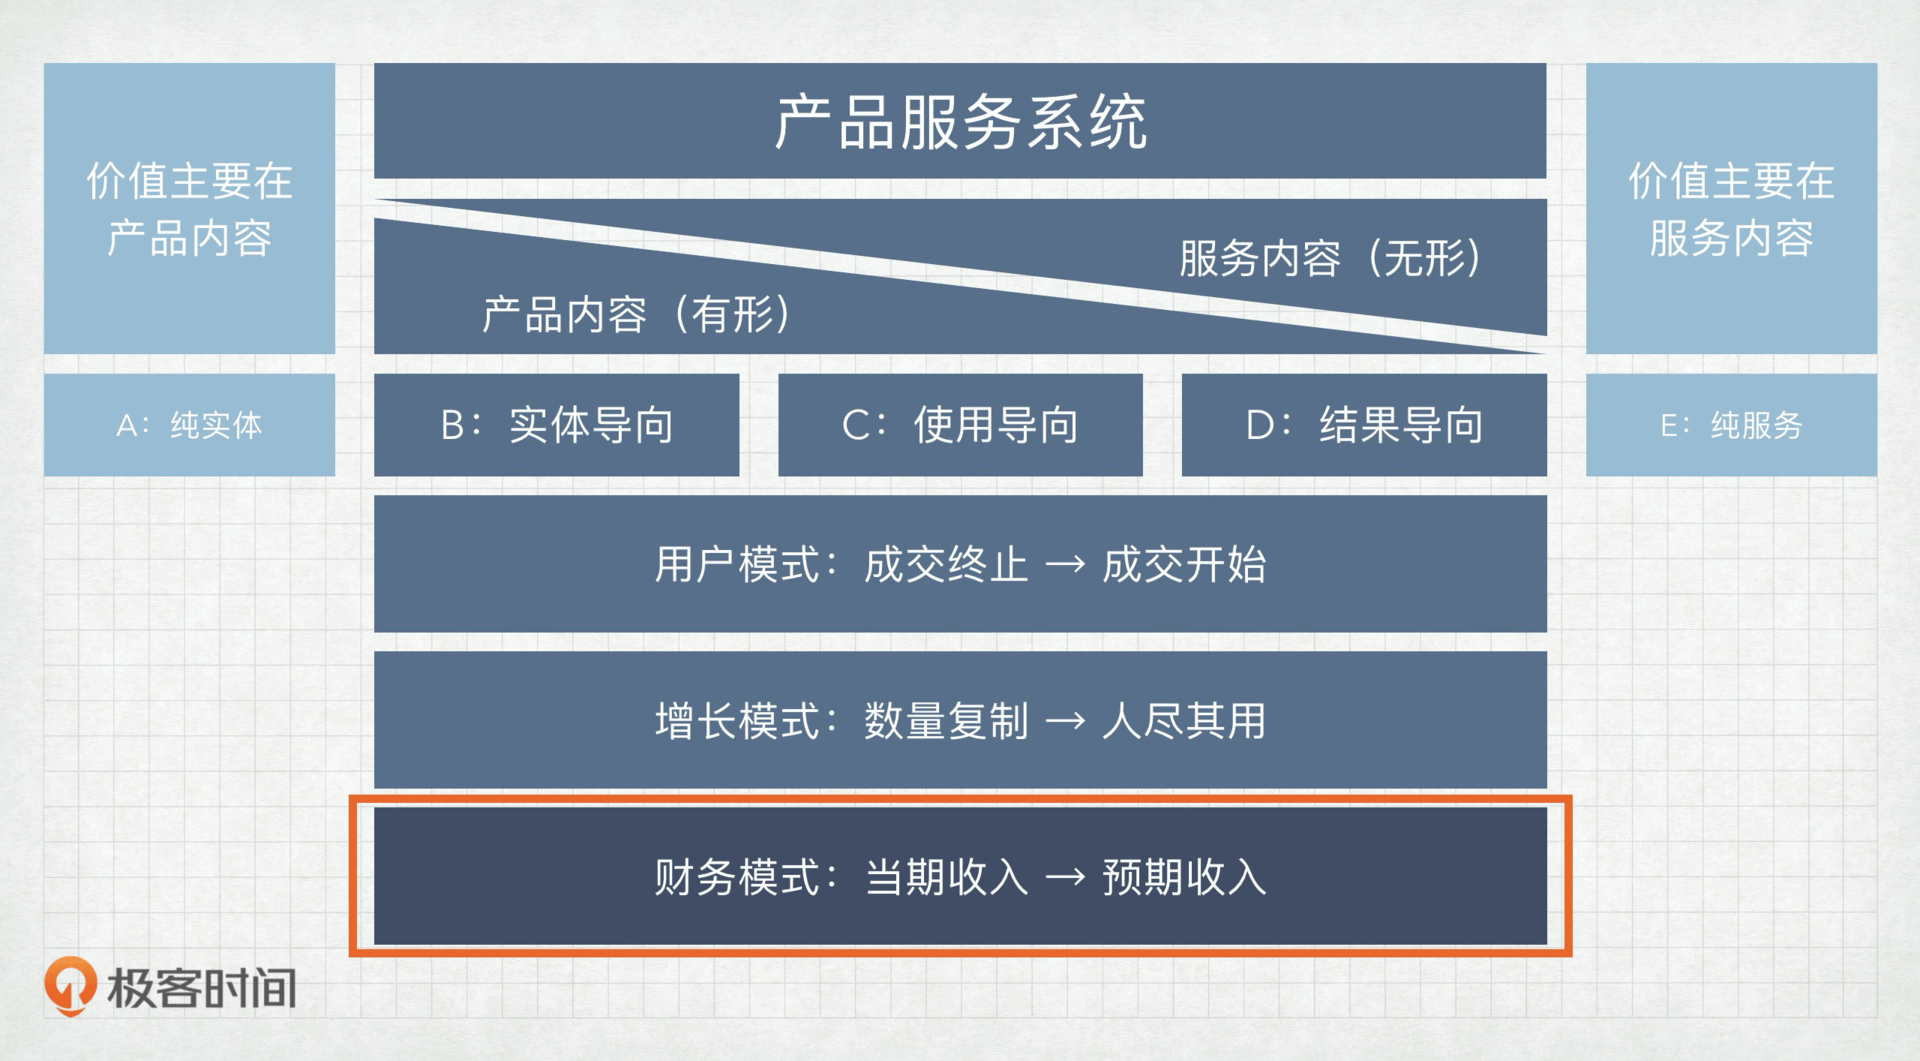 价值主要在
产品内容
产品服务系统
价值主要在
服务内容
服务内容（无形）
产品内容（有形）
A：纯实体
B：实体导向
C：使用导向
D：结果导向
E：纯服务
用户模式：成交终止 → 成交开始
增长模式：数量复制 → 人尽其用
财务模式：当期收入 → 预期收入
极客时间